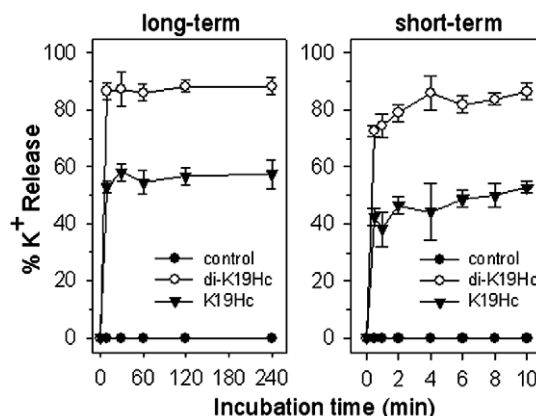 long-term
short-term
100
80
60
40
20
0
100
80
60
40
20
0
% K+ Release
control
di-K19Hc
K19Hc
control
di-K19Hc
K19Hc
0 60 120 180 240
0 2 4 6 8 10
Incubation time (min)